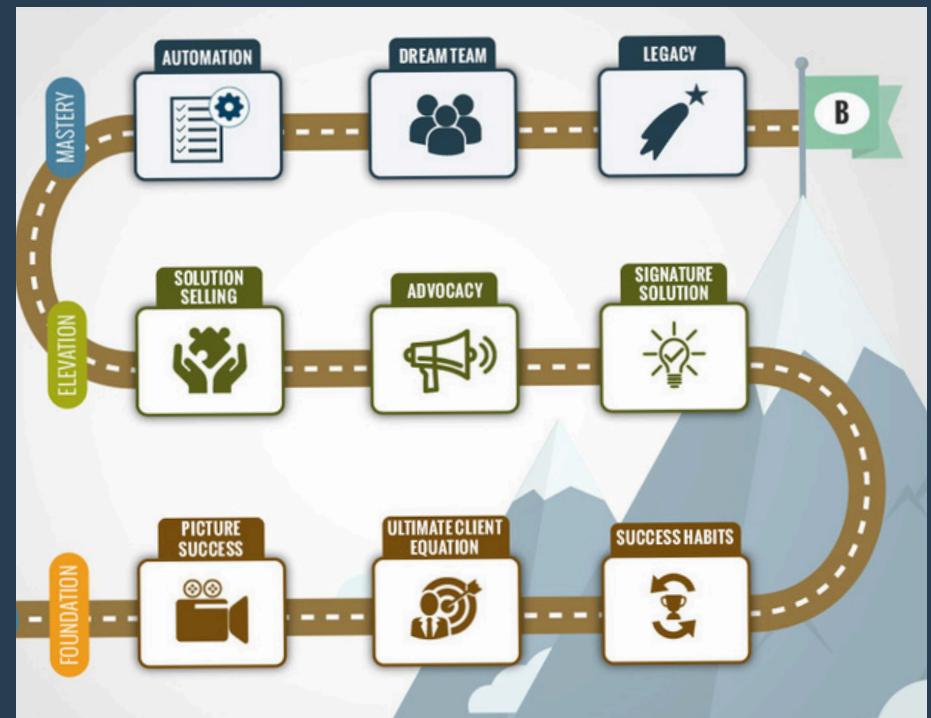 AUTOMATION
DREAM TEAM
LEGACY
MASTERY
B
SOLUTION
SELLING
ADVOCACY
SIGNATURE
SOLUTION
ELEVATION
PICTURE
SUCCESS
ULTIMATE CLIENT
EQUATION
SUCCESS HABITS
FOUNDATION